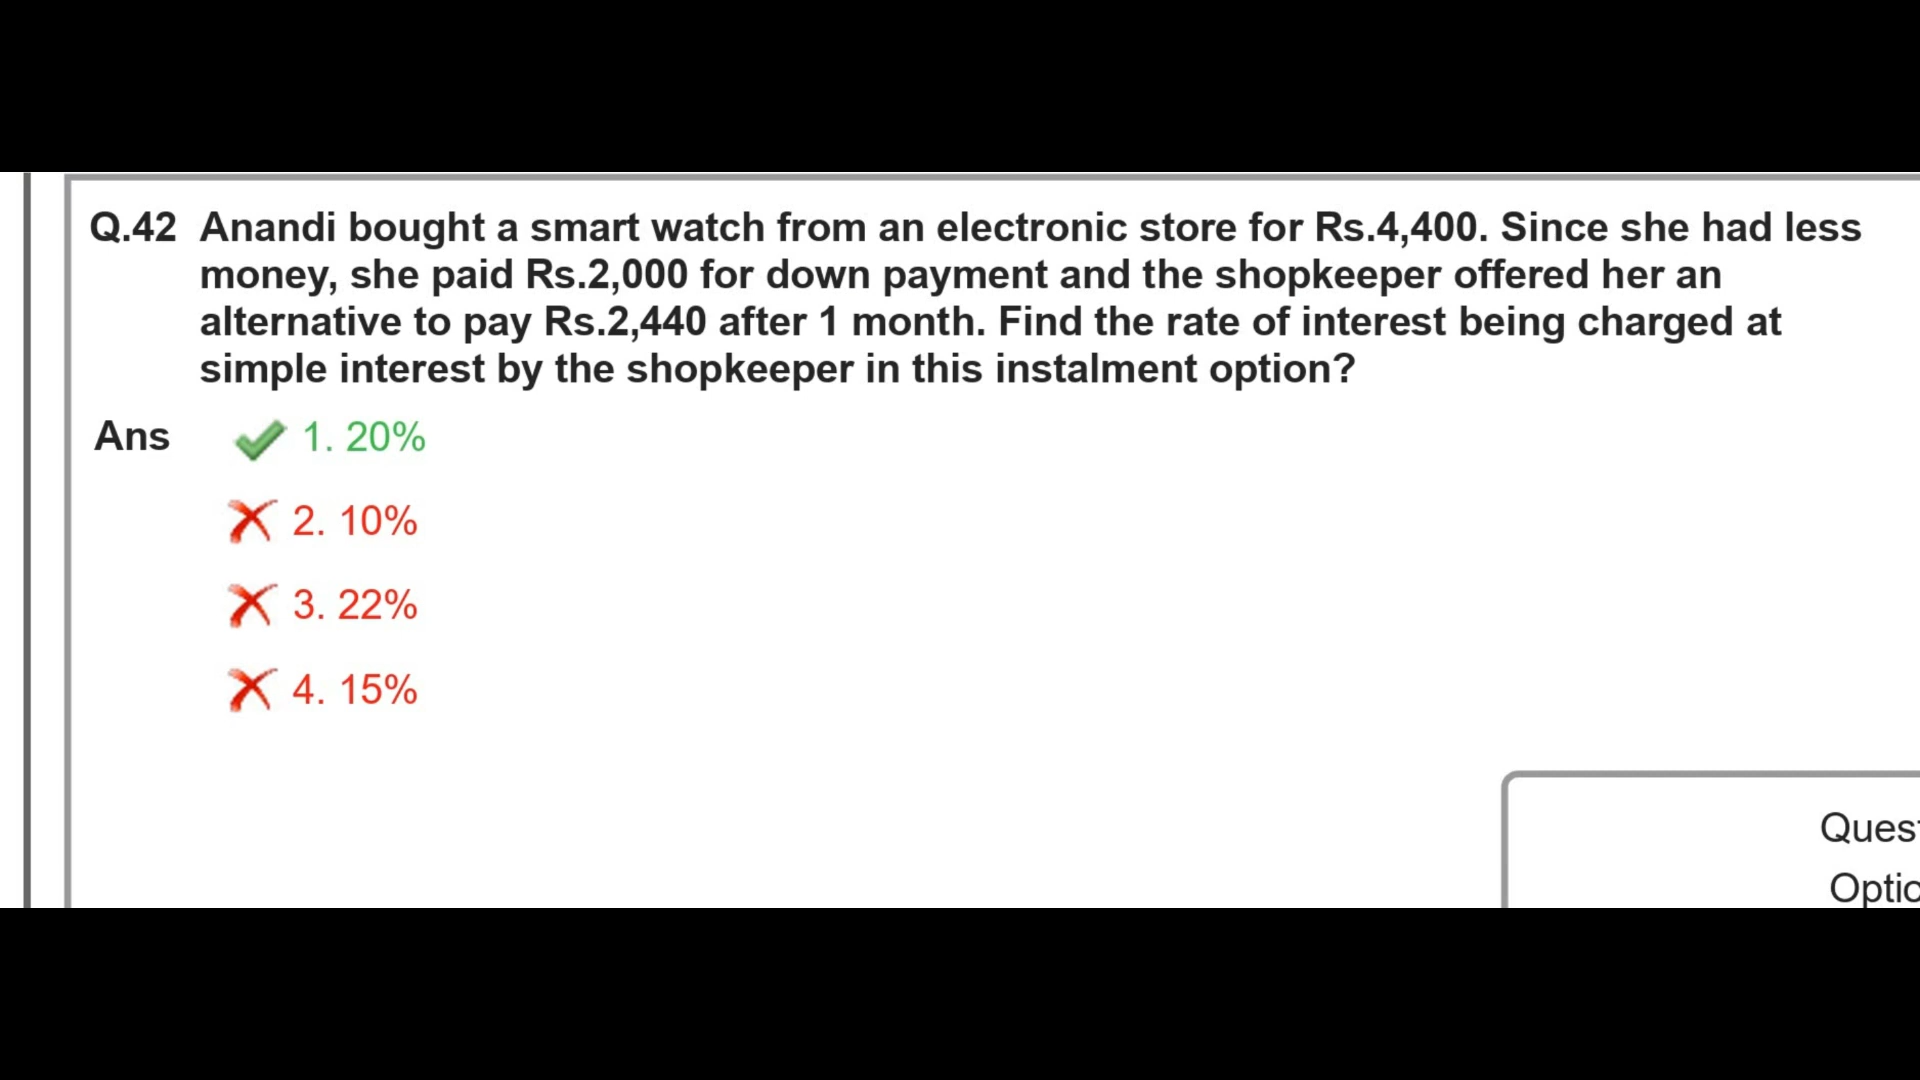 Q.42 Anandi bought a smart watch from an electronic store for Rs.4,400. Since she had less
money, she paid Rs.2,000 for down payment and the shopkeeper offered her an
alternative to pay Rs.2,440 after 1 month. Find the rate of interest being charged at
simple interest by the shopkeeper in this instalment option?
Ans 1. 20%
2. 10%
3. 22%
4. 15%